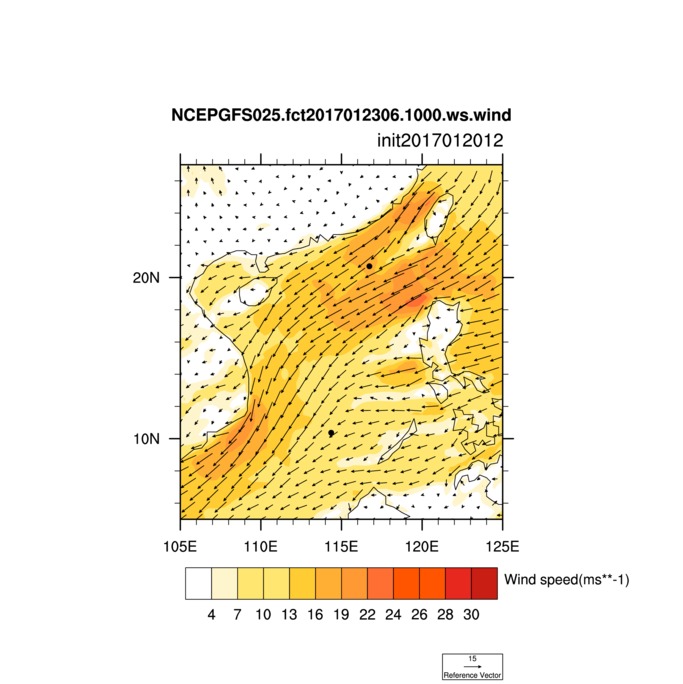 NCEPGFS025.fct2017012306.1000.ws.wind
init2017012012
20N
10N
105E 110E 115E 120E 125E
Wind speed(ms**-1)
4 7 10 13 16 19 22 24 26 28 30
15
Reference Vector